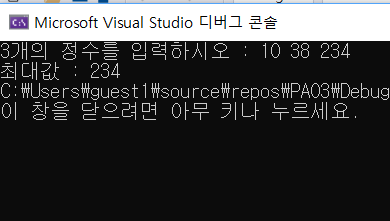 Microsoft Visual Studio 디버그 콘솔
3개의 정수를 입력하시오 : 10 38 234
최대값 : 234
C:₩Users₩guest1₩source₩repos₩PA03₩Debug
이 창을 닫으려면 아무 키나 누르세요.